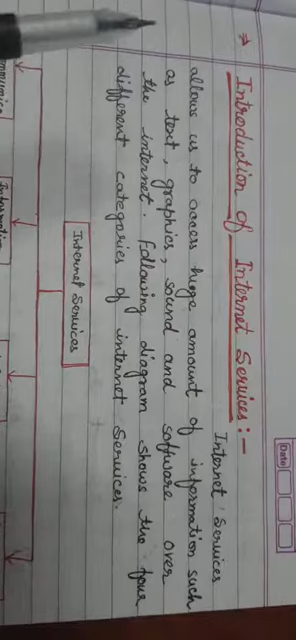 Date
* Introduction of Internet Services:-
Internet Services
allows us to access huge amount of information such
as text, graphics, sound and software over
the internet. Following diagram shows the four
different categories of internet Services.
Internet Services